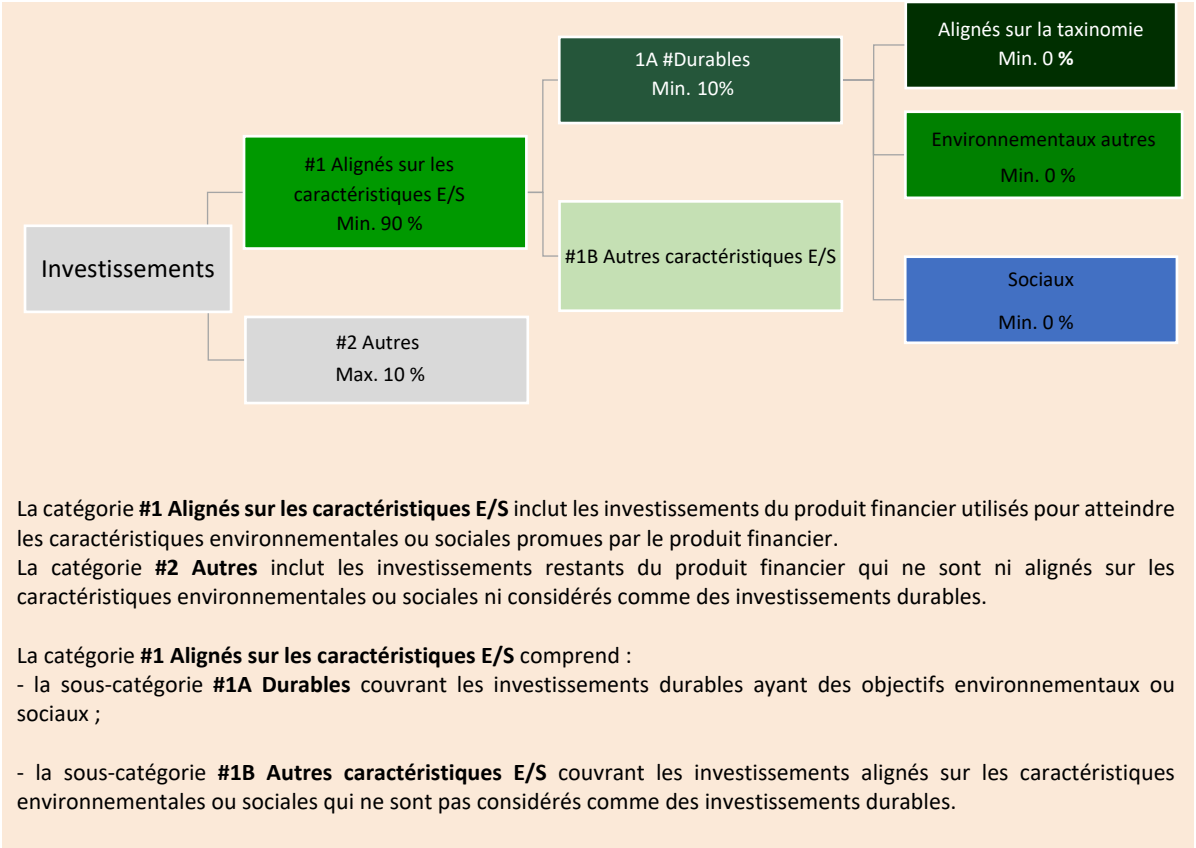 Alignés sur la taxinomie
Min. 0 %
1A #Durables
Min. 10%
Environnementaux autres
Min. 0 %
#1 Alignés sur les
caractéristiques E/S
Min. 90 %
#1B Autres caractéristiques E/S
Investissements
Sociaux
Min. 0 %
#2 Autres
Max. 10 %
La catégorie #1 Alignés sur les caractéristiques E/S inclut les investissements du produit financier utilisés pour atteindre
les caractéristiques environnementales ou sociales promues par le produit financier.
La catégorie #2 Autres inclut les investissements restants du produit financier qui ne sont ni alignés sur les
caractéristiques environnementales ou sociales ni considérés comme des investissements durables.
La catégorie #1 Alignés sur les caractéristiques E/S comprend :
- la sous-catégorie #1A Durables couvrant les investissements durables ayant des objectifs environnementaux ou
sociaux ;
- la sous-catégorie #1B Autres caractéristiques E/S couvrant les investissements alignés sur les caractéristiques
environnementales ou sociales qui ne sont pas considérés comme des investissements durables.